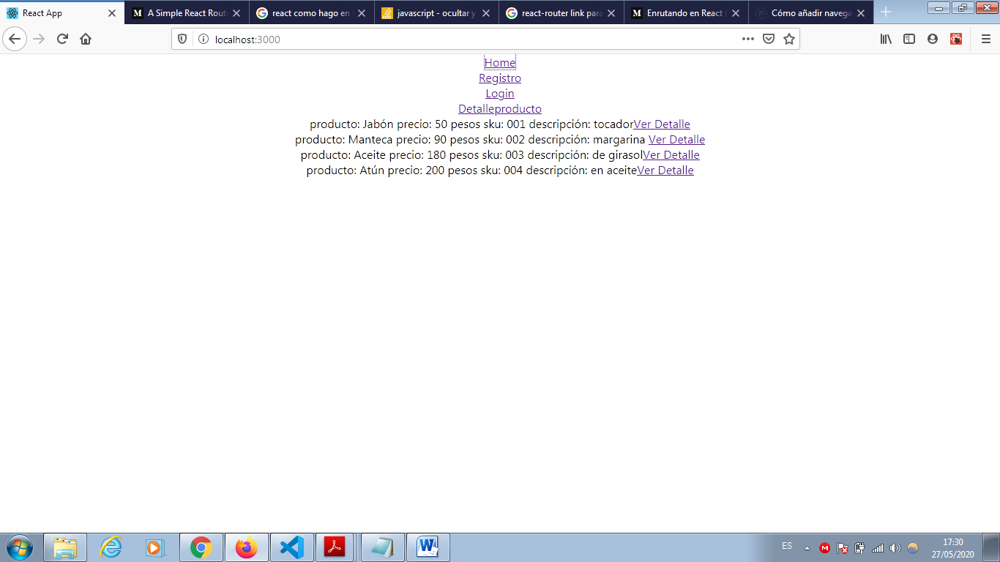 React App
A Simple React Rout
react como hago en
javascript - ocultar y
react-router link para
Enrutando en React (
Cómo añadir navega
localhost:3000
Home
Registro
Login
Detalleproducto
producto: Jabón precio: 50 pesos sku: 001 descripción: tocadorVer Detalle
producto: Manteca precio: 90 pesos sku: 002 descripción: margarina Ver Detalle
producto: Aceite precio: 180 pesos sku: 003 descripción: de girasolVer Detalle
producto: Atún precio: 200 pesos sku: 004 descripción: en aceiteVer Detalle
ES
17:30
27/05/2020